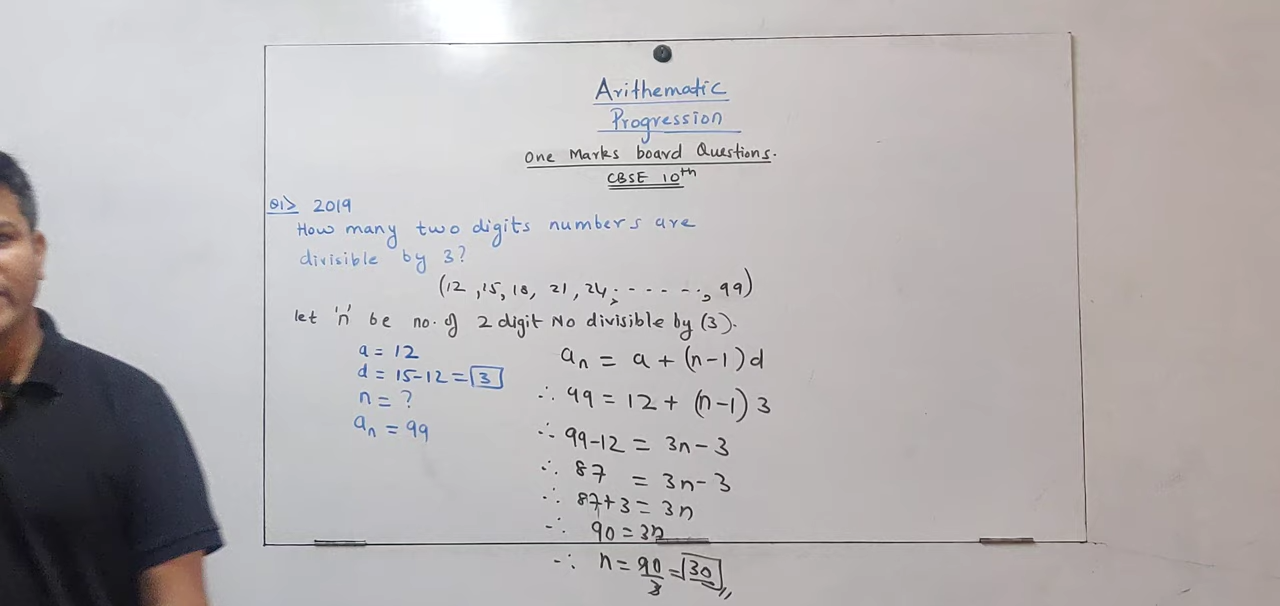 Arithematic
Progression
One Marks board Questions.
CBSE 10th
Q1> 2019
How many two digits numbers are
divisible by 3?
(12, 15, 18, 21, 24, ------, 99)
let 'n' be no. of 2 digit No divisible by (3).
a = 12
d = 15-12 = 3
n = ?
an = 99
an = a + (n-1) d
∴ 99 = 12 + (n-1) 3
∴ 99-12 = 3n-3
∴ 87 = 3n-3
∴ 87+3 = 3n
∴ 90 = 3n
∴ n = 90/3 = 30